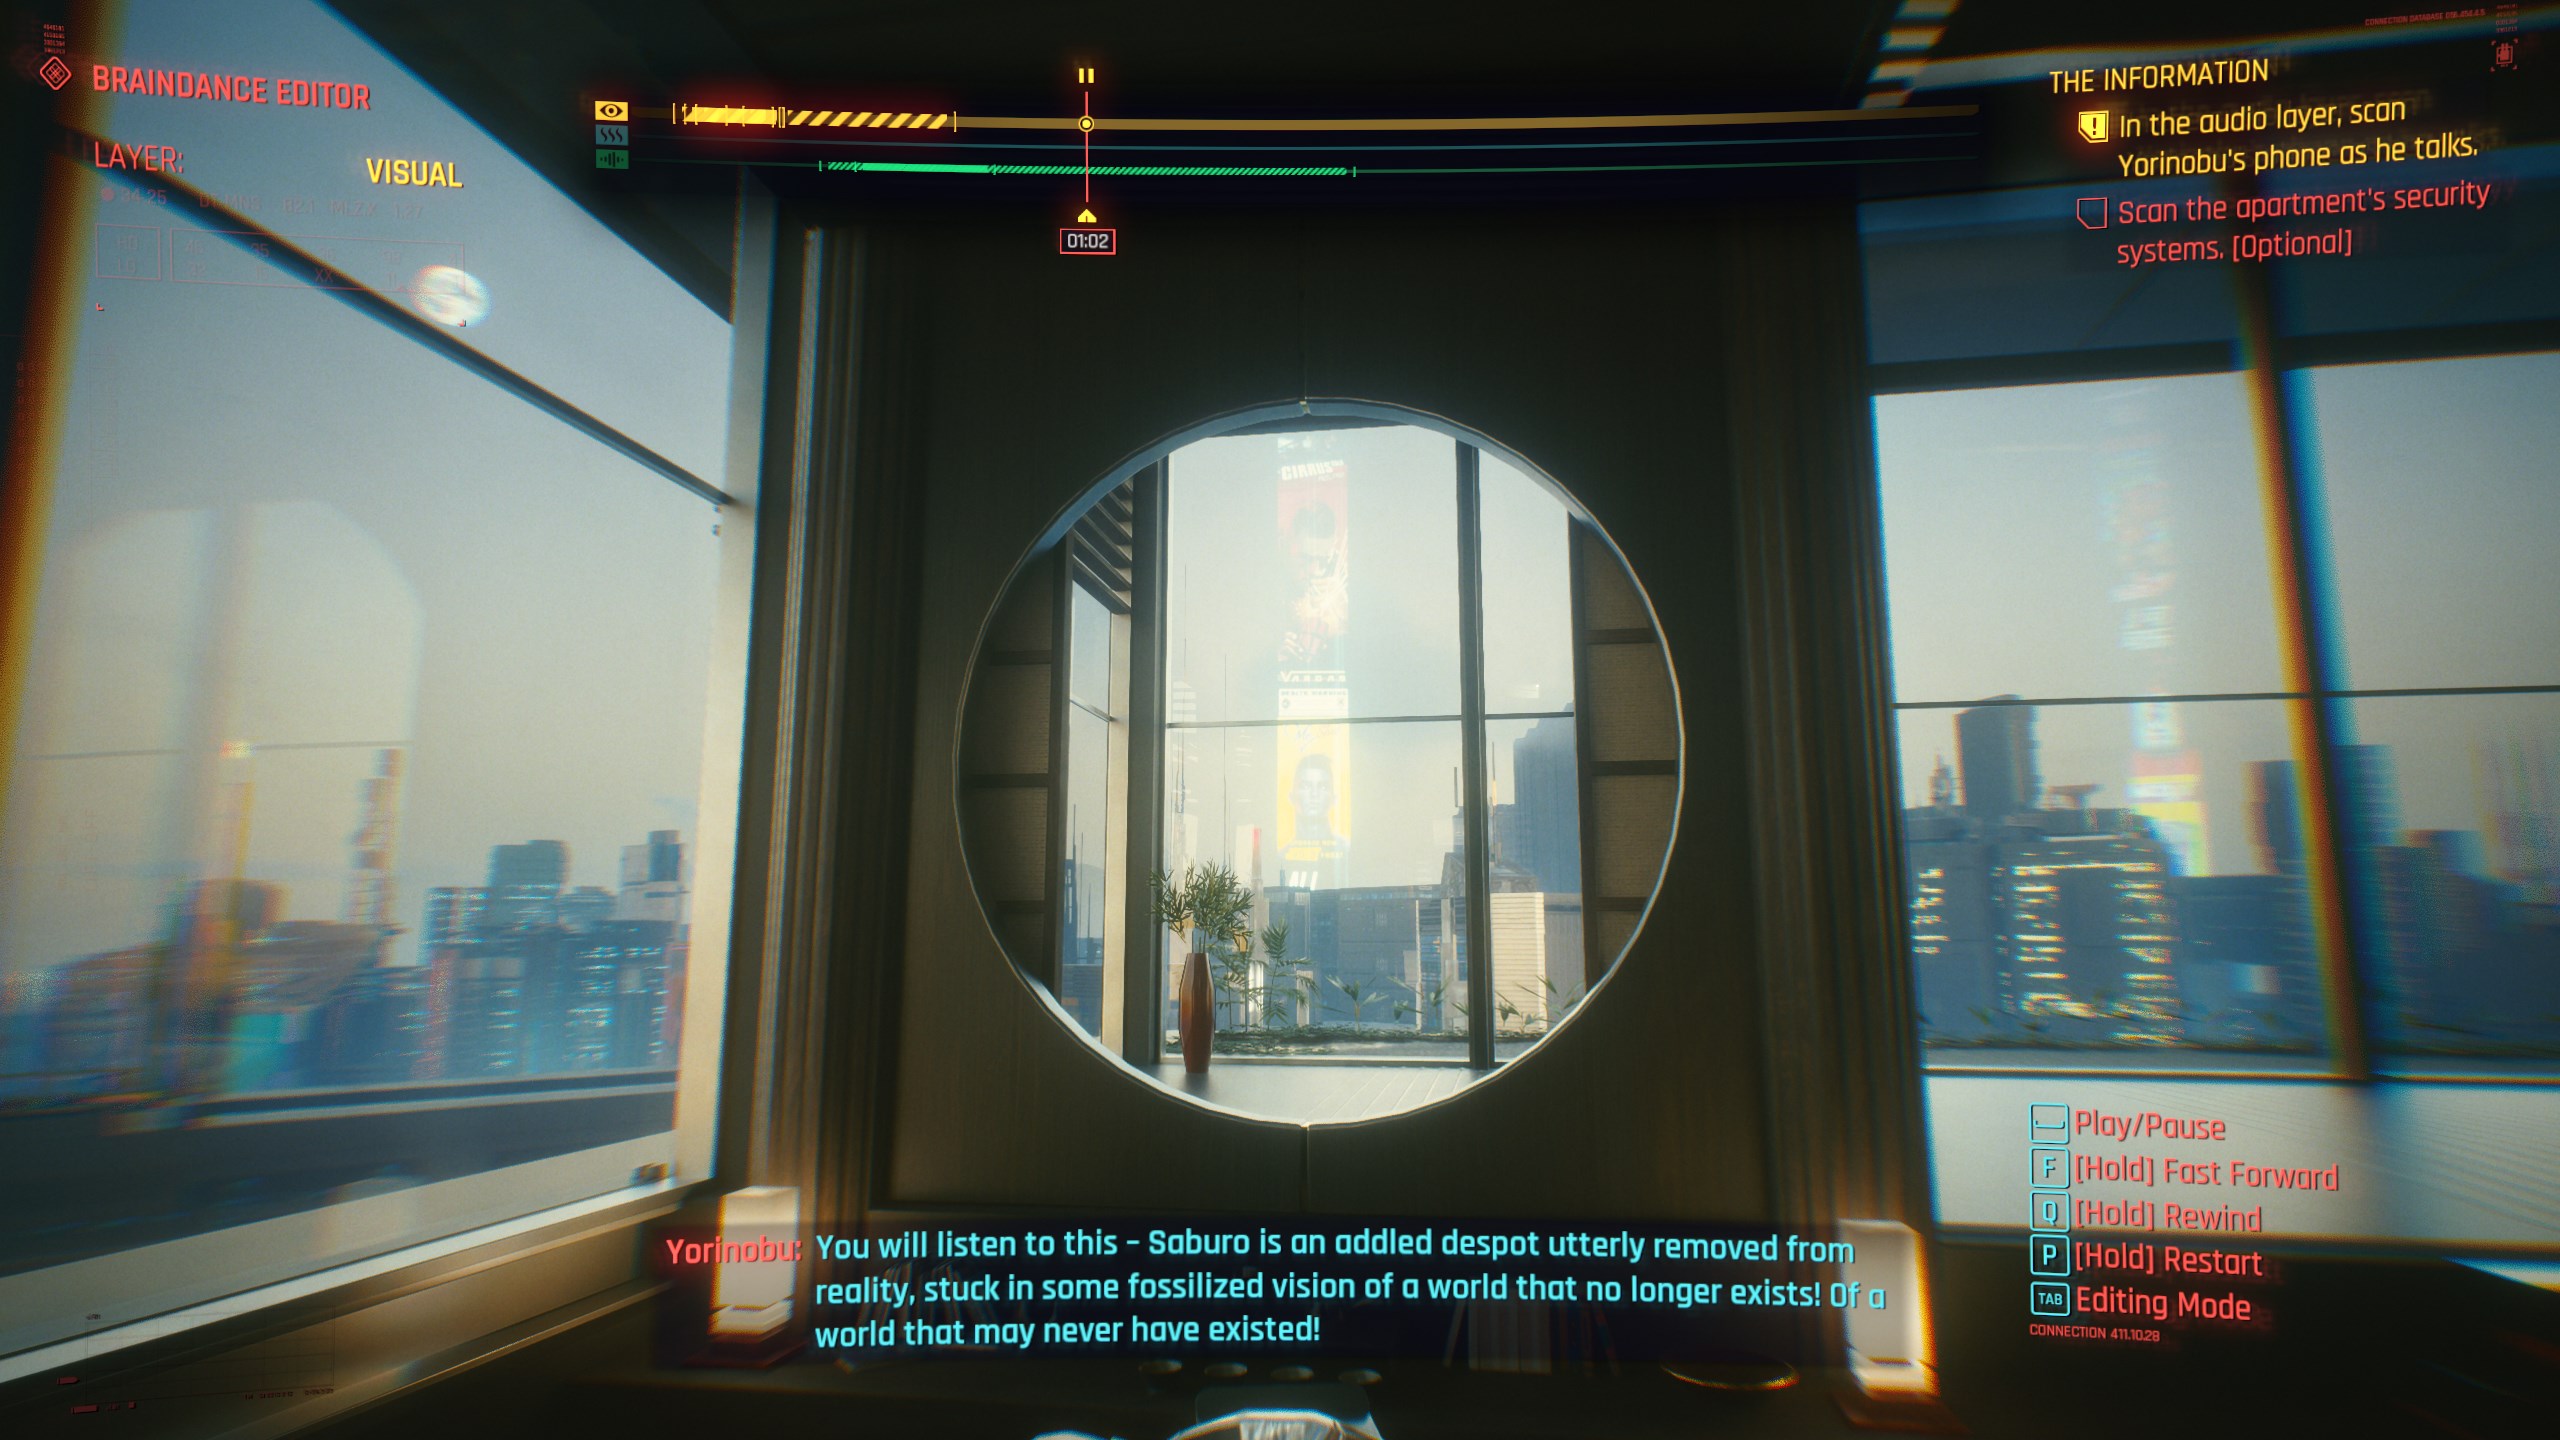 BRAINDANCE EDITOR
LAYER:
VISUAL
01:02
THE INFORMATION
In the audio layer, scan
Yorinobu's phone as he talks.
Scan the apartment's security
systems. [Optional]
CIRRUS
Yorinobu: You will listen to this – Saburo is an addled despot utterly removed from
reality, stuck in some fossilized vision of a world that no longer exists! Of a
world that may never have existed!
Play/Pause
F [Hold] Fast Forward
Q [Hold] Rewind
P [Hold] Restart
TAB Editing Mode
CONNECTION 411.10.28